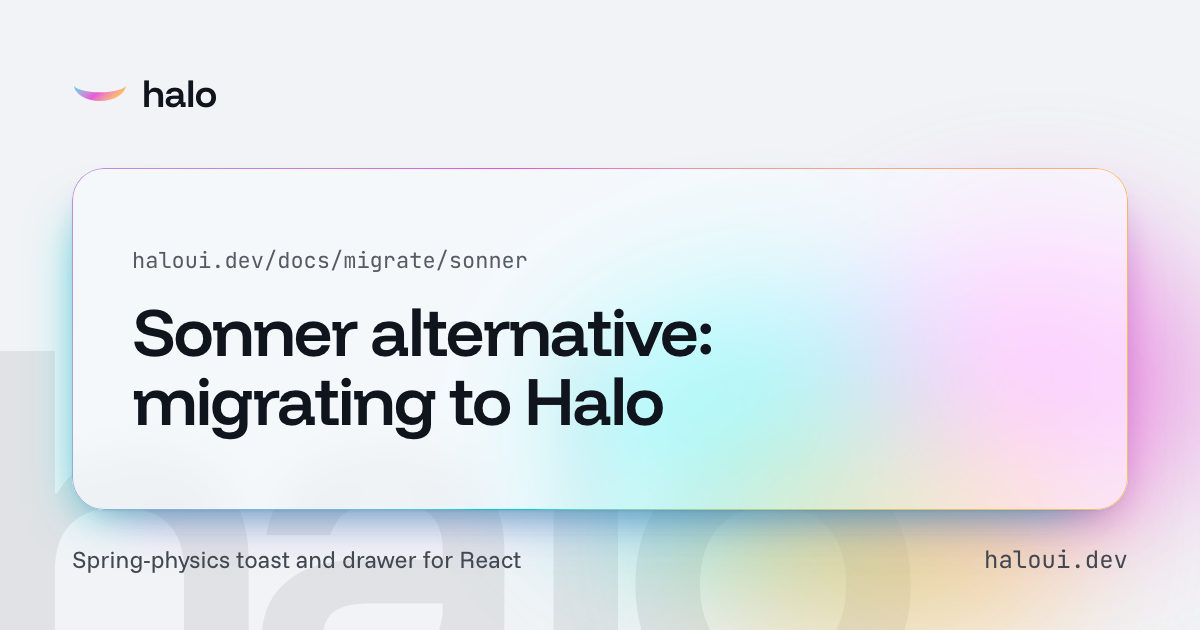 halo
haloui.dev/docs/migrate/sonner
Sonner alternative:
migrating to Halo
Spring-physics toast and drawer for React
haloui.dev
halo